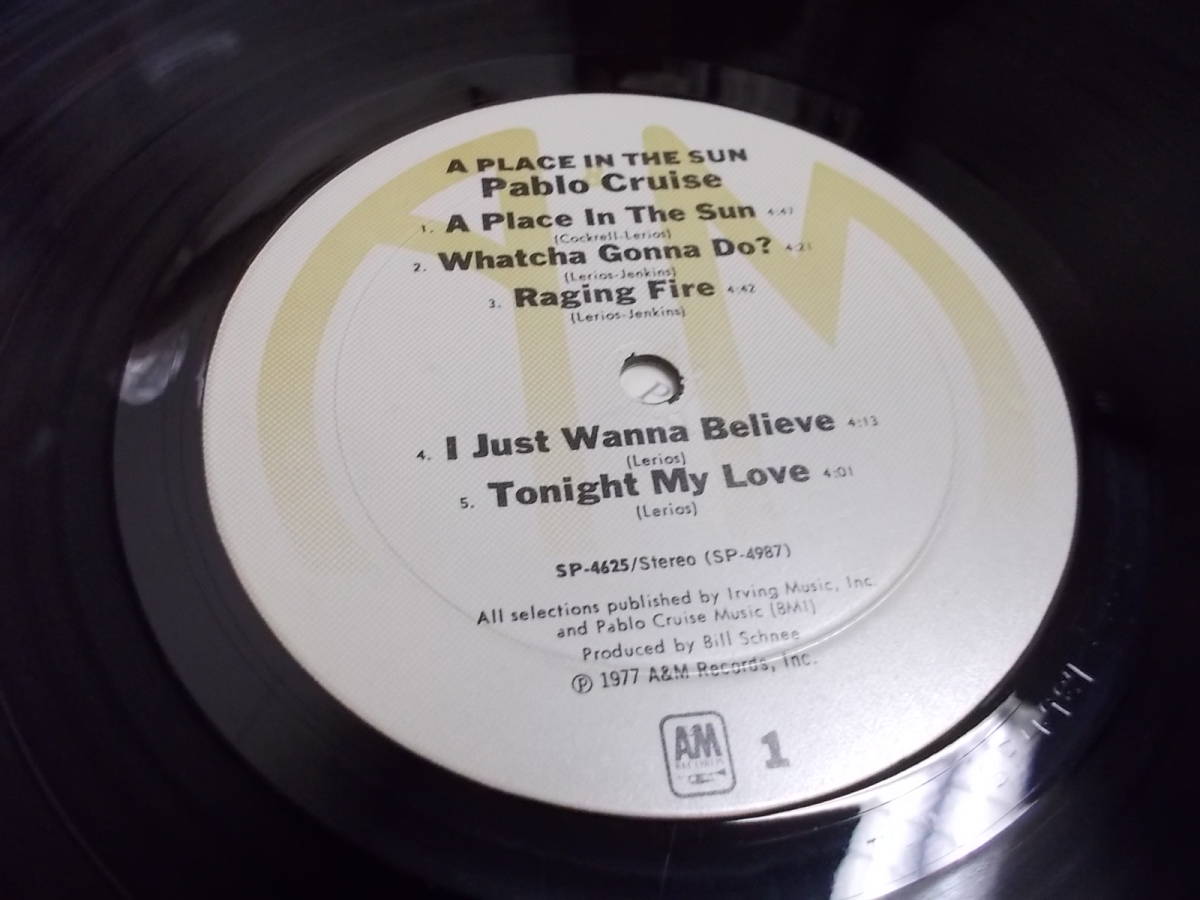 A PLACE IN THE SUN
Pablo Cruise
1. A Place In The Sun 4:47
(Cockrell-Lerios)
2. Whatcha Gonna Do? 4:21
(Lerios-Jenkins)
3. Raging Fire 4:42
(Lerios-Jenkins)
4. I Just Wanna Believe 4:13
(Lerios)
5. Tonight My Love 4:01
(Lerios)
SP-4625/Stereo (SP-4987)
All selections published by Irving Music, Inc.
and Pablo Cruise Music (BMI)
Produced by Bill Schnee
℗ 1977 A&M Records, Inc.
A&M
RECORDS
1